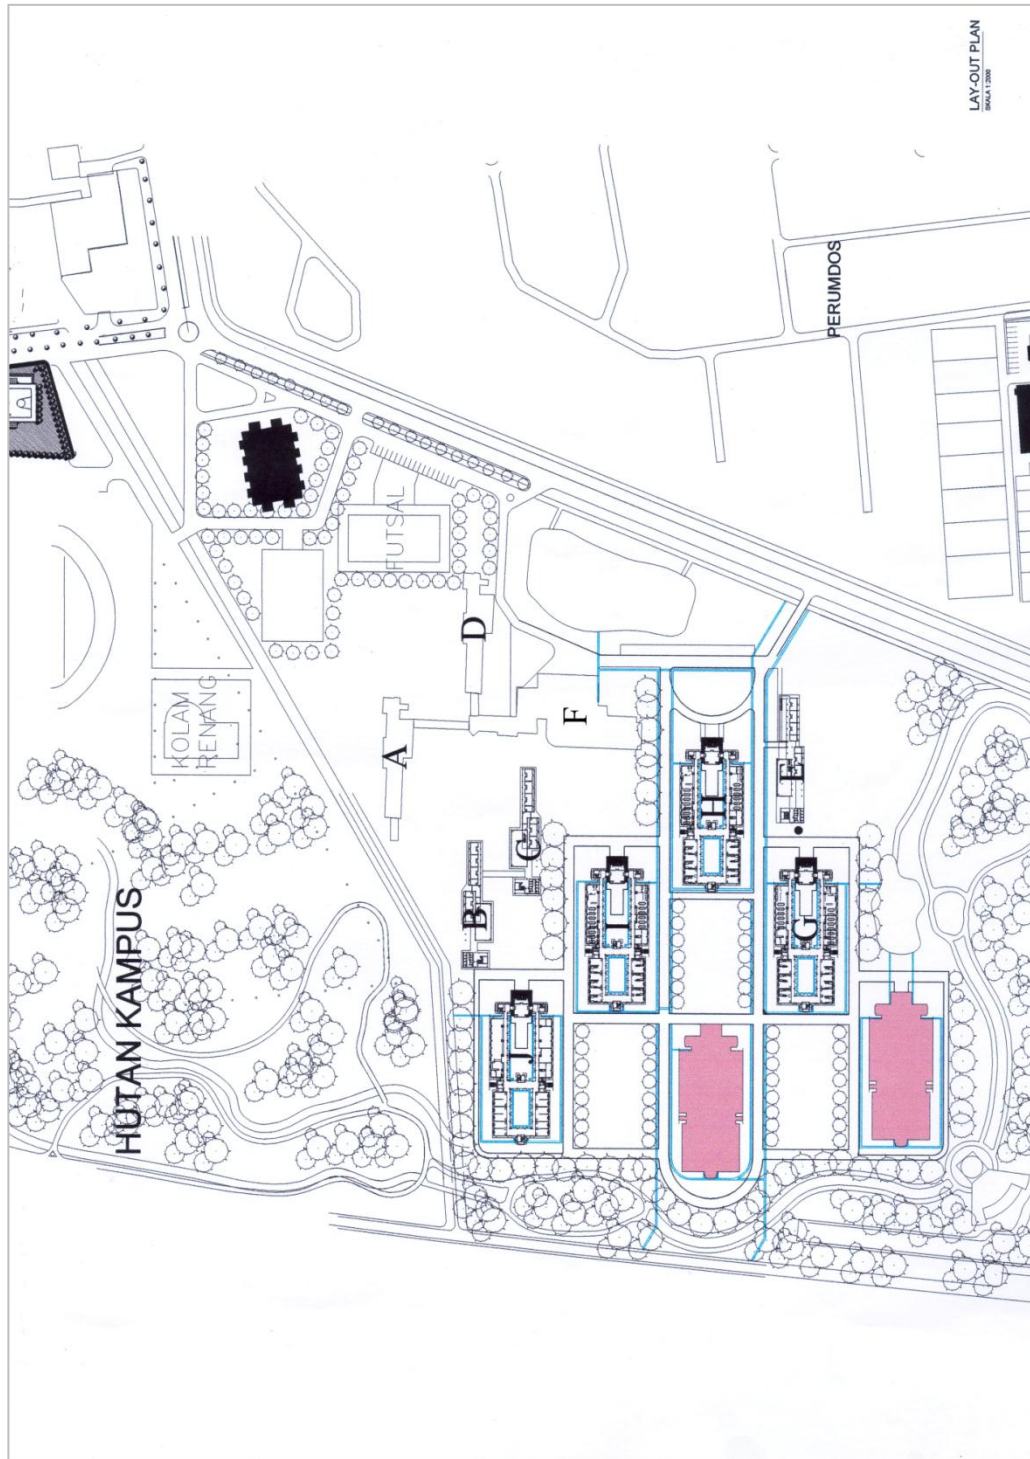 LAY-OUT PLAN
SKALA 1:2000
PERUMDOS
FUTSAL
KOLAM
RENANG
HUTAN KAMPUS
A
B
C
D
E
F
G
H
I
J